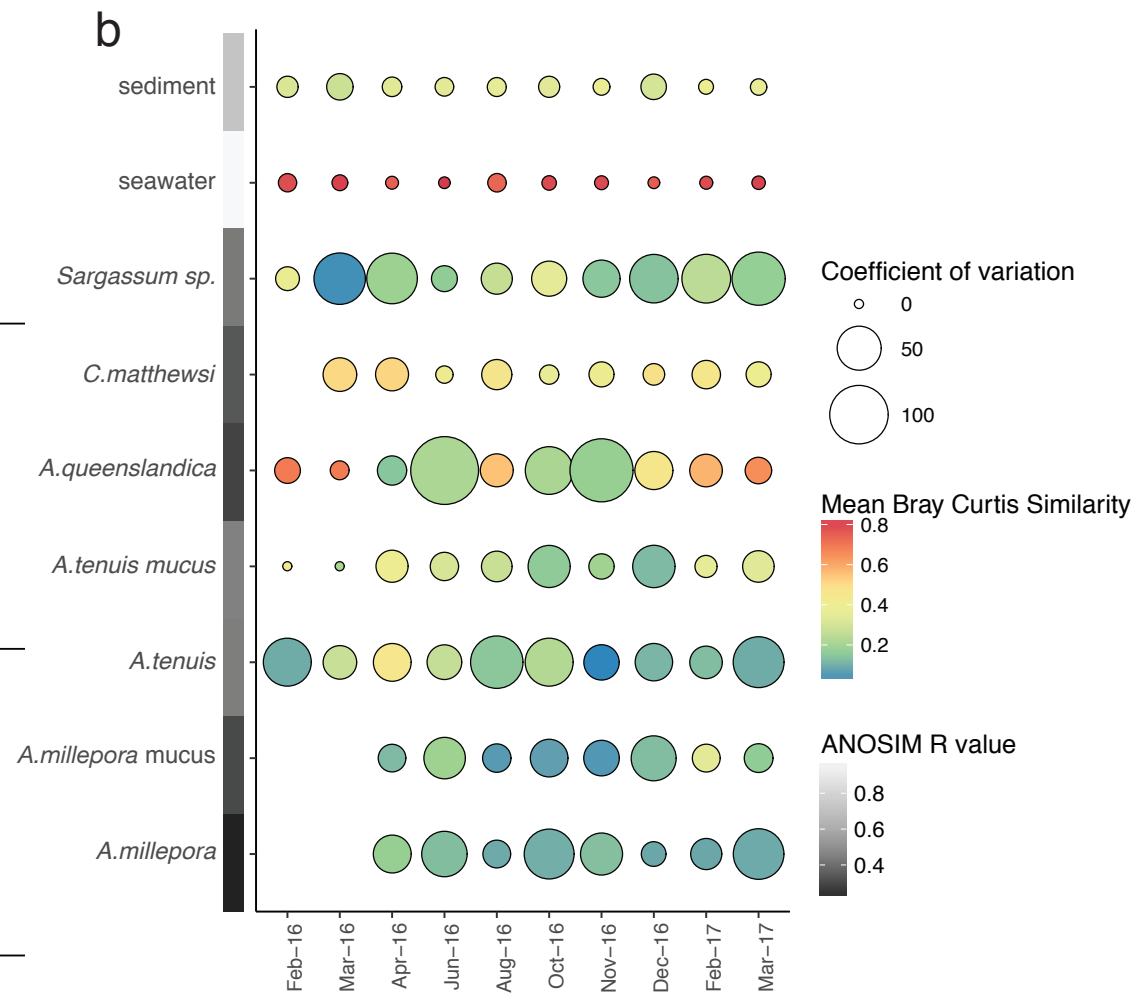 b
sediment
seawater
Sargassum sp.
C.matthewsi
A.queenslandica
A.tenuis mucus
A.tenuis
A.millepora mucus
A.millepora
Feb−16
Mar−16
Apr−16
Jun−16
Aug−16
Oct−16
Nov−16
Dec−16
Feb−17
Mar−17
Coefficient of variation
0
50
100
Mean Bray Curtis Similarity
0.8
0.6
0.4
0.2
ANOSIM R value
0.8
0.6
0.4